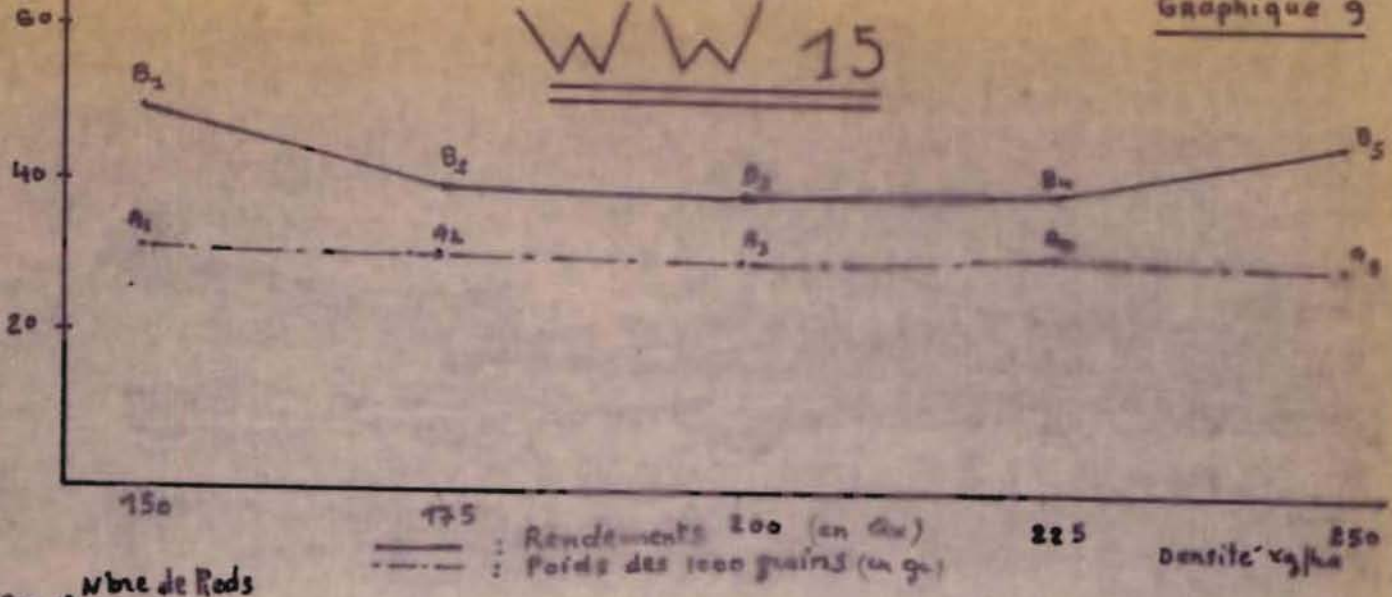 Graphique 9
WW 15
60
B1
B2
B3
B4
B5
40
A1
A2
A3
A4
A5
20
150
175
200
225
250
Densité kg/ha
: Rendements (en Qx)
: Poids des 1000 grains (en gr)
Nbre de Pods